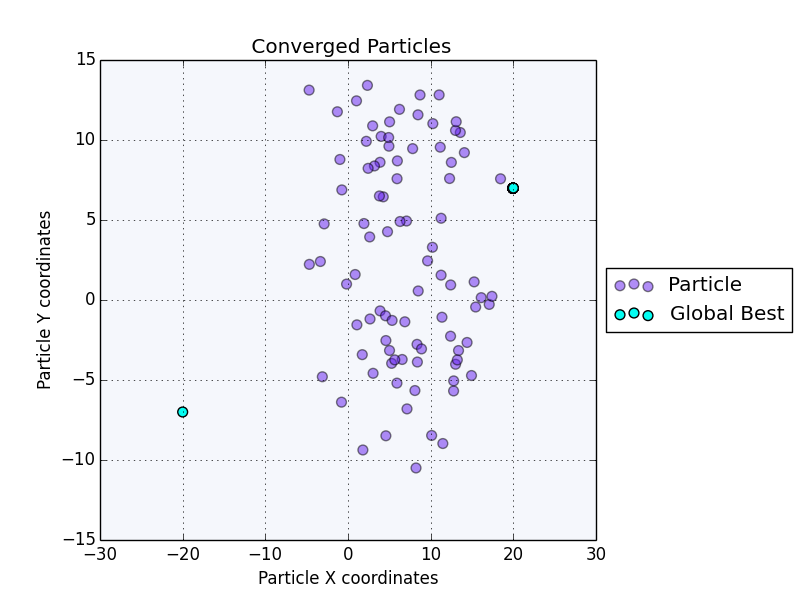 Converged Particles
15
10
5
0
−5
−10
−15
−30
−20
−10
0
10
20
30
Particle X coordinates
Particle Y coordinates
Particle
Global Best